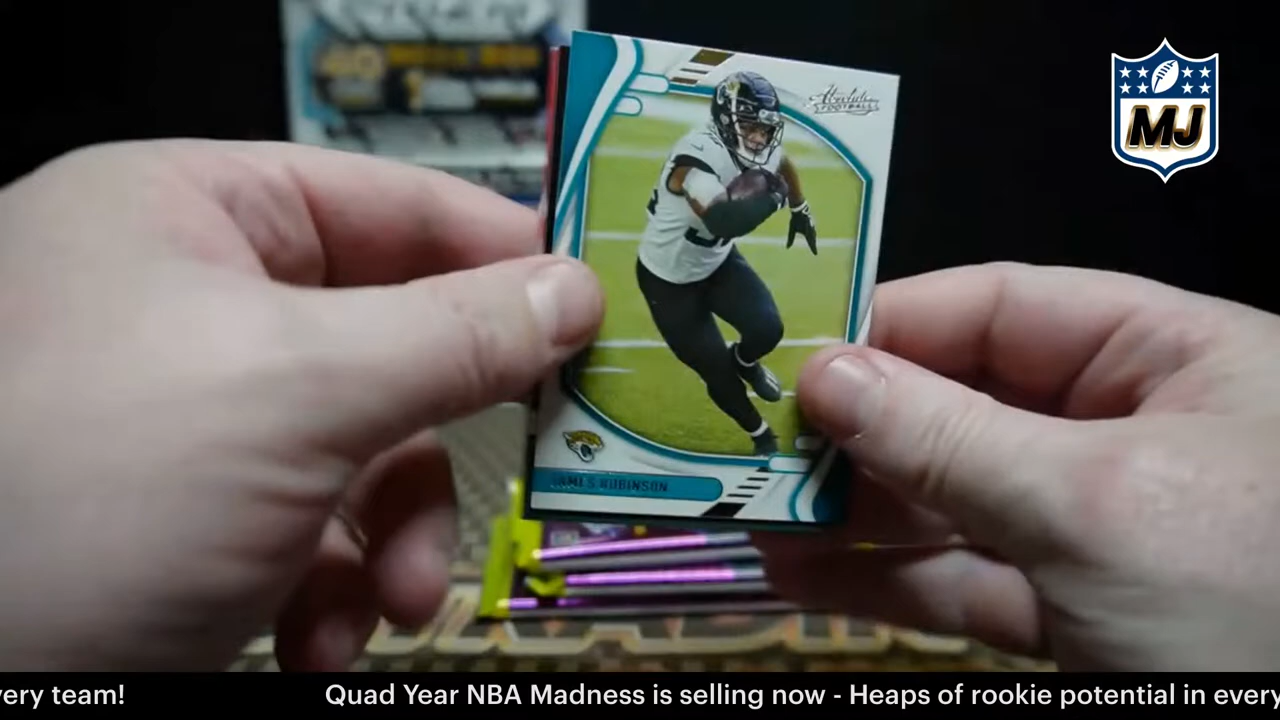 Absolute
FOOTBALL
MJ
JAMES ROBINSON
very team!
Quad Year NBA Madness is selling now - Heaps of rookie potential in every